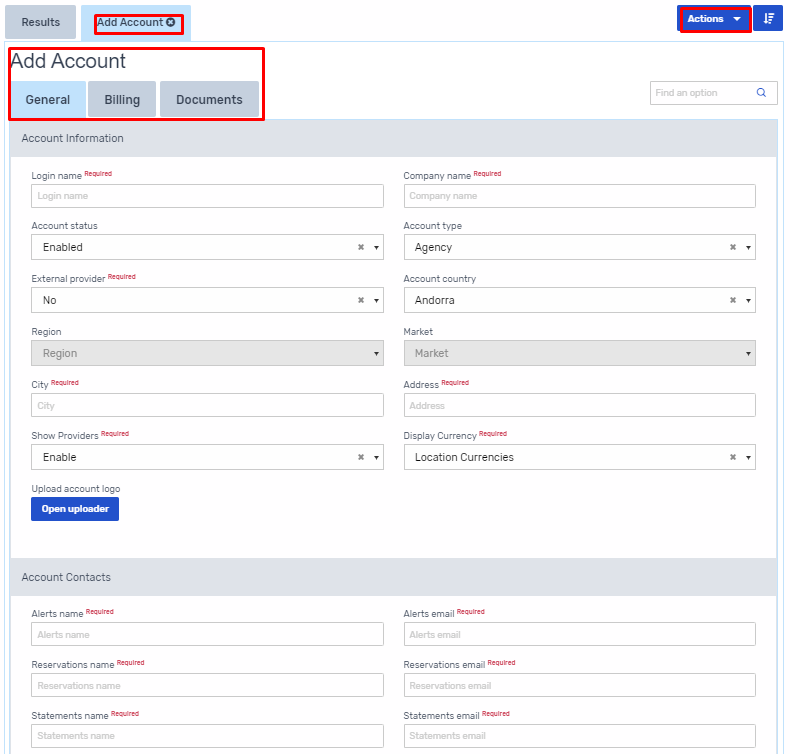 Results
Add Account
Actions
Add Account
General
Billing
Documents
Find an option
Account Information
Login name Required
Company name Required
Login name
Company name
Account status
Account type
Enabled
Agency
External provider Required
Account country
No
Andorra
Region
Market
Region
Market
City Required
Address Required
City
Address
Show Providers Required
Display Currency Required
Enable
Location Currencies
Upload account logo
Open uploader
Account Contacts
Alerts name Required
Alerts email Required
Alerts name
Alerts email
Reservations name Required
Reservations email Required
Reservations name
Reservations email
Statements name Required
Statements email Required
Statements name
Statements email